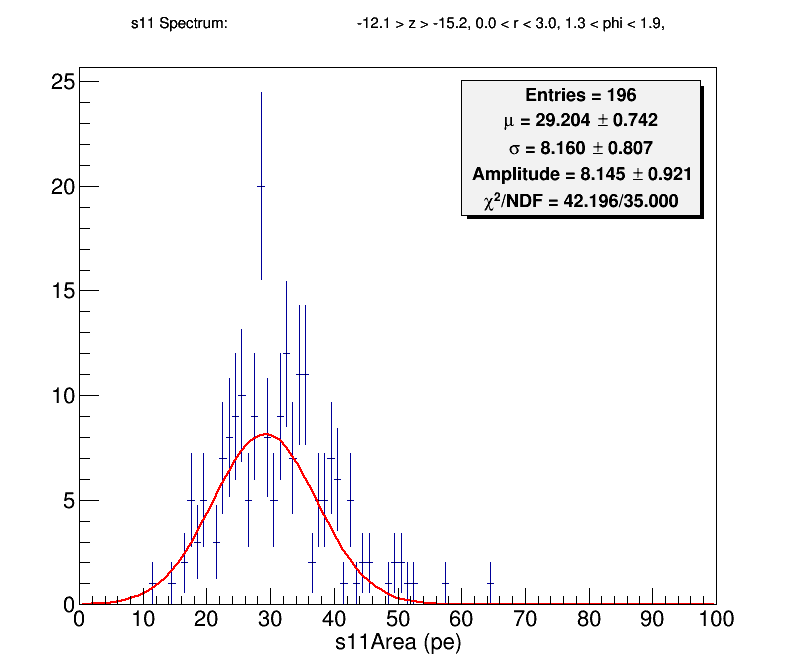 s11 Spectrum: -12.1 > z > -15.2, 0.0 < r < 3.0, 1.3 < phi < 1.9,
Entries = 196
μ = 29.204 ± 0.742
σ = 8.160 ± 0.807
Amplitude = 8.145 ± 0.921
χ²/NDF = 42.196/35.000
25
20
15
10
5
0
0 10 20 30 40 50 60 70 80 90 100
s11Area (pe)